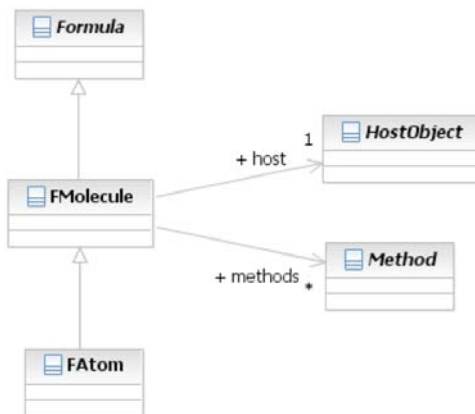 Formula
1
HostObject
+ host
FMolecule
Method
+ methods
*
FAtom